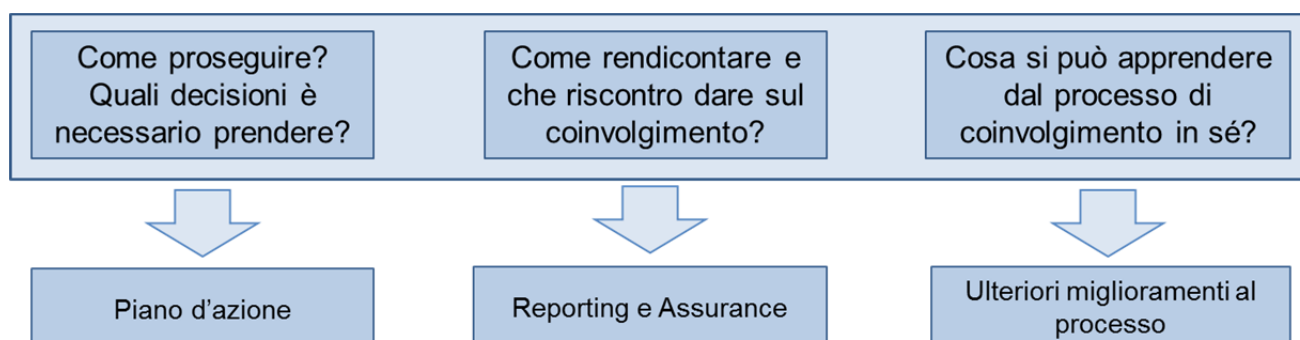 Come proseguire?
Quali decisioni è
necessario prendere?
Come rendicontare e
che riscontro dare sul
coinvolgimento?
Cosa si può apprendere
dal processo di
coinvolgimento in sé?
Piano d'azione
Reporting e Assurance
Ulteriori miglioramenti al
processo